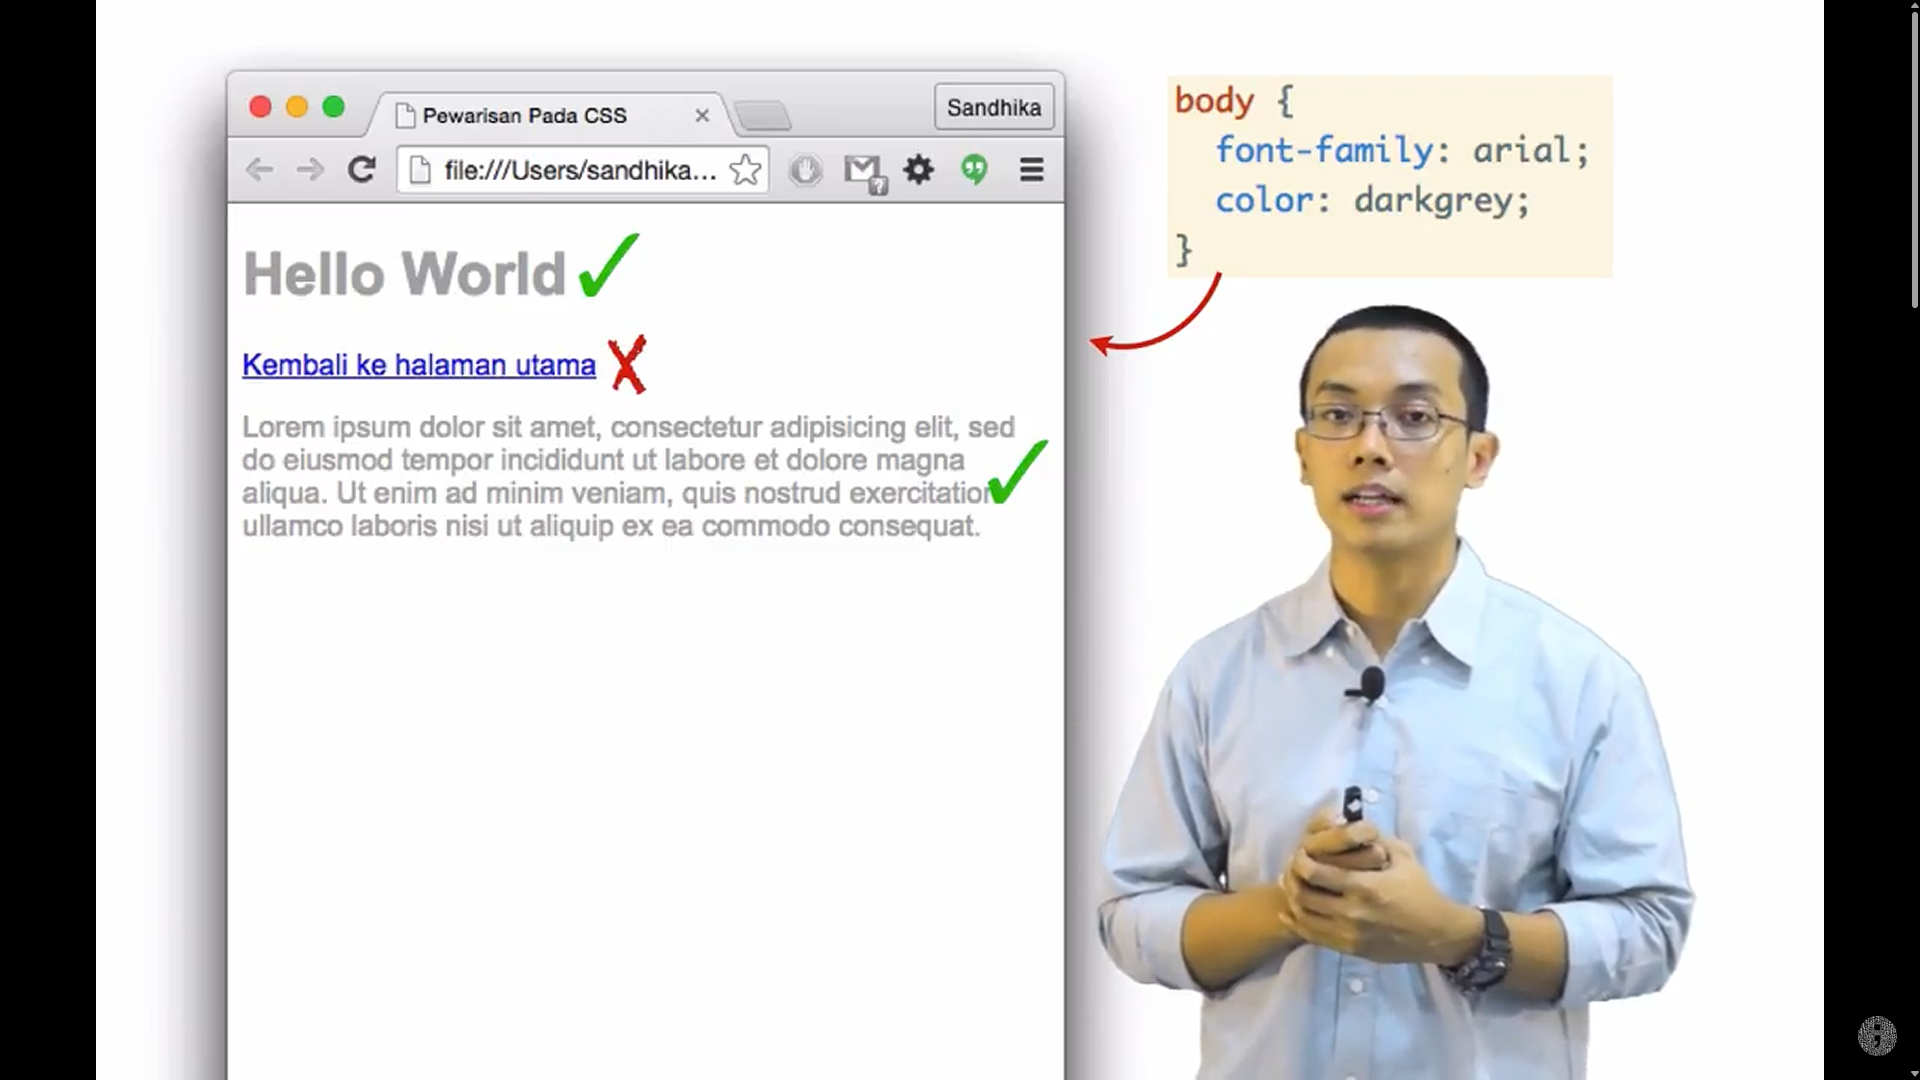 Pewarisan Pada CSS
Sandhika
file:///Users/sandhika...
Hello World
Kembali ke halaman utama
Lorem ipsum dolor sit amet, consectetur adipisicing elit, sed
do eiusmod tempor incididunt ut labore et dolore magna
aliqua. Ut enim ad minim veniam, quis nostrud exercitation
ullamco laboris nisi ut aliquip ex ea commodo consequat.
body {
font-family: arial;
color: darkgrey;
}